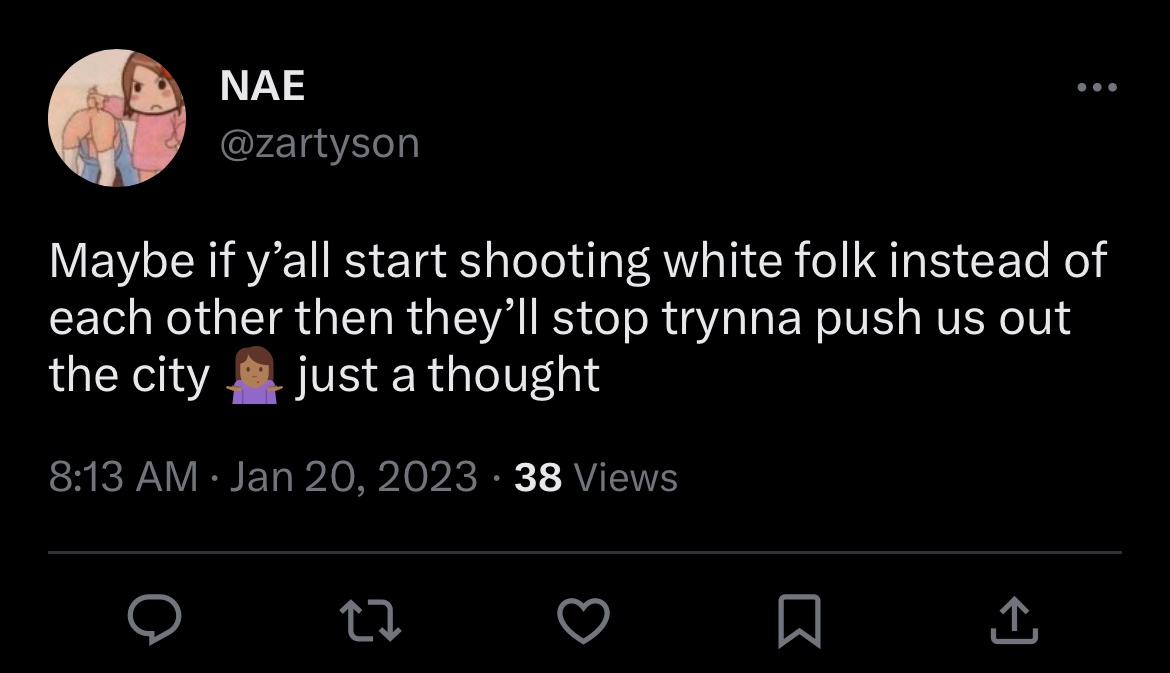 NAE
@zartyson
Maybe if y’all start shooting white folk instead of
each other then they’ll stop trynna push us out
the city 🤷🏽‍♀️ just a thought
8:13 AM · Jan 20, 2023 · 38 Views